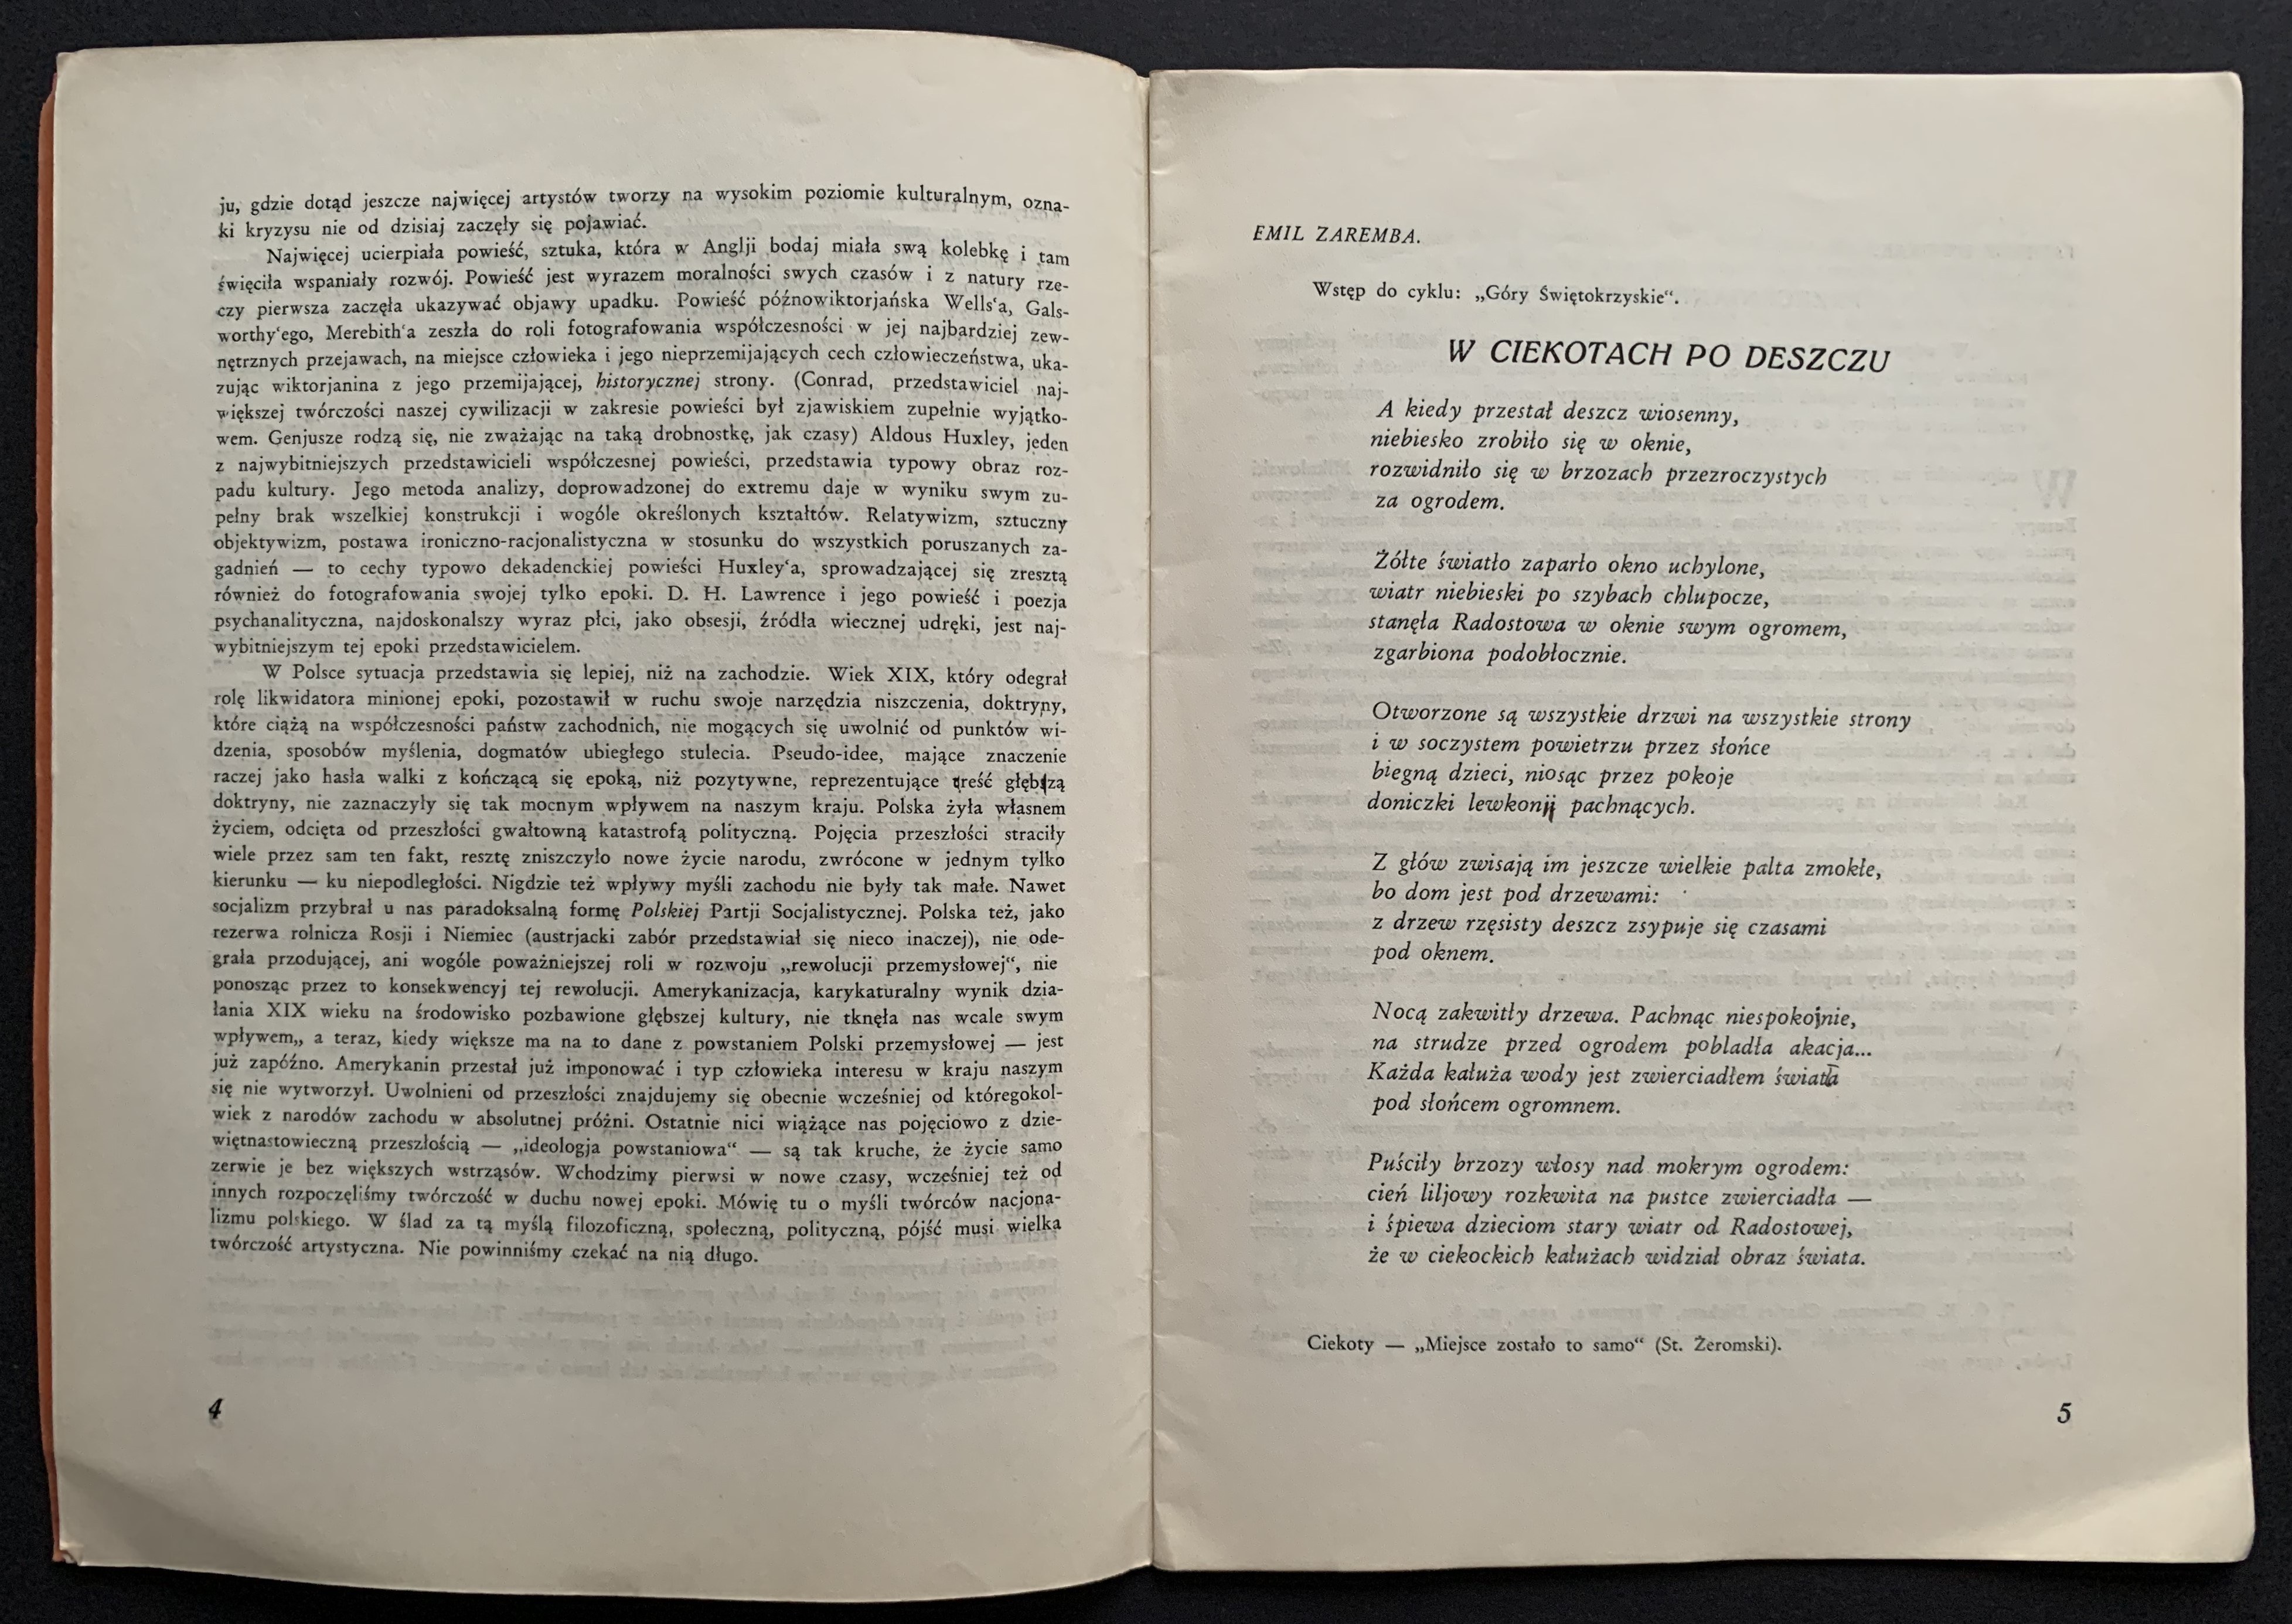 ju, gdzie dotąd jeszcze najwięcej artystów tworzy na wysokim poziomie kulturalnym, ozna-
ki kryzysu nie od dzisiaj zaczęły się pojawiać.
Najwięcej ucierpiała powieść, sztuka, która w Anglji bodaj miała swą kolebkę i tam
święciła wspaniały rozwój. Powieść jest wyrazem moralności swych czasów i z natury rze-
czy pierwsza zaczęła ukazywać objawy upadku. Powieść późnowiktorjańska Wells‘a, Gals-
worthy‘ego, Merebith‘a zeszła do roli fotografowania współczesności w jej najbardziej zew-
nętrznych przejawach, na miejsce człowieka i jego nieprzemijających cech człowieczeństwa, uka-
zując wiktorjanina z jego przemijającej, historycznej strony. (Conrad, przedstawiciel naj-
większej twórczości naszej cywilizacji w zakresie powieści był zjawiskiem zupełnie wyjątko-
wem. Genjusze rodzą się, nie zważając na taką drobnostkę, jak czasy) Aldous Huxley, jeden
z najwybitniejszych przedstawicieli współczesnej powieści, przedstawia typowy obraz roz-
padu kultury. Jego metoda analizy, doprowadzonej do extremu daje w wyniku swym zu-
pełny brak wszelkiej konstrukcji i wogóle określonych kształtów. Relatywizm, sztuczny
objektywizm, postawa ironiczno-racjonalistyczna w stosunku do wszystkich poruszanych za-
gadnień — to cechy typowo dekadenckiej powieści Huxley‘a, sprowadzającej się zresztą
również do fotografowania swojej tylko epoki. D. H. Lawrence i jego powieść i poezja
psychanalityczna, najdoskonalszy wyraz płci, jako obsesji, źródła wiecznej udręki, jest naj-
wybitniejszym tej epoki przedstawicielem.
W Polsce sytuacja przedstawia się lepiej, niż na zachodzie. Wiek XIX, który odegrał
rolę likwidatora minionej epoki, pozostawił w ruchu swoje narzędzia niszczenia, doktryny,
które ciążą na współczesności państw zachodnich, nie mogących się uwolnić od punktów wi-
dzenia, sposobów myślenia, dogmatów ubiegłego stulecia. Pseudo-idee, mające znaczenie
raczej jako hasła walki z kończącą się epoką, niż pozytywne, reprezentujące treść głębszą
doktryny, nie zaznaczyły się tak mocnym wpływem na naszym kraju. Polska żyła własnem
życiem, odcięta od przeszłości gwałtowną katastrofą polityczną. Pojęcia przeszłości straciły
wiele przez sam ten fakt, resztę zniszczyło nowe życie narodu, zwrócone w jednym tylko
kierunku — ku niepodległości. Nigdzie też wpływy myśli zachodu nie były tak małe. Nawet
socjalizm przybrał u nas paradoksalną formę Polskiej Partji Socjalistycznej. Polska też, jako
rezerwa rolnicza Rosji i Niemiec (austrjacki zabór przedstawiał się nieco inaczej), nie ode-
grała przodującej, ani wogóle poważniejszej roli w rozwoju „rewolucji przemysłowej“, nie
ponosząc przez to konsekwencyj tej rewolucji. Amerykanizacja, karykaturalny wynik dzia-
łania XIX wieku na środowisko pozbawione głębszej kultury, nie tknęła nas wcale swym
wpływem„ a teraz, kiedy większe ma na to dane z powstaniem Polski przemysłowej — jest
już zapóźno. Amerykanin przestał już imponować i typ człowieka interesu w kraju naszym
się nie wytworzył. Uwolnieni od przeszłości znajdujemy się obecnie wcześniej od któregokol-
wiek z narodów zachodu w absolutnej próżni. Ostatnie nici wiążące nas pojęciowo z dzie-
więtnastowieczną przeszłością — „ideologja powstaniowa“ — są tak kruche, że życie samo
zerwie je bez większych wstrząsów. Wchodzimy pierwsi w nowe czasy, wcześniej też od
innych rozpoczęliśmy twórczość w duchu nowej epoki. Mówię tu o myśli twórców nacjona-
lizmu polskiego. W ślad za tą myślą filozoficzną, społeczną, polityczną, pójść musi wielka
twórczość artystyczna. Nie powinniśmy czekać na nią długo.
4
EMIL ZAREMBA.
Wstęp do cyklu: „Góry Świętokrzyskie“.
W CIEKOTACH PO DESZCZU
A kiedy przestał deszcz wiosenny,
niebiesko zrobiło się w oknie,
rozwidniło się w brzozach przezroczystych
za ogrodem.
Żółte światło zaparło okno uchylone,
wiatr niebieski po szybach chlupocze,
stanęła Radostowa w oknie swym ogromem,
zgarbiona podobłocznie.
Otworzone są wszystkie drzwi na wszystkie strony
i w soczystem powietrzu przez słońce
biegną dzieci, niosąc przez pokoje
doniczki lewkonij pachnących.
Z głów zwisają im jeszcze wielkie palta zmokłe,
bo dom jest pod drzewami:
z drzew rzęsisty deszcz zsypuje się czasami
pod oknem.
Nocą zakwitły drzewa. Pachnąc niespokojnie,
na strudze przed ogrodem pobladła akacja...
Każda kałuża wody jest zwierciadłem świata
pod słońcem ogromnem.
Puściły brzozy włosy nad mokrym ogrodem:
cień liljowy rozkwita na pustce zwierciadła —
i śpiewa dzieciom stary wiatr od Radostowej,
że w ciekockich kałużach widział obraz świata.
Ciekoty — „Miejsce zostało to samo“ (St. Żeromski).
5